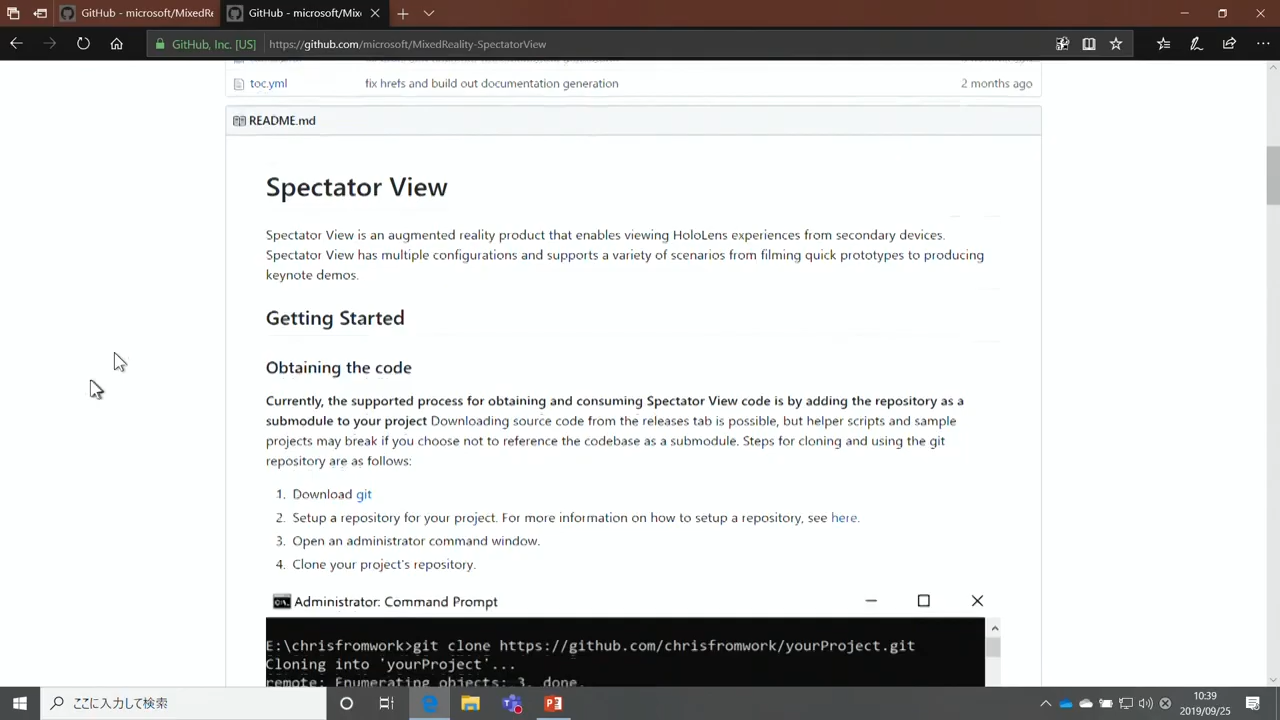 GitHub - microsoft/MixedRe
GitHub - microsoft/Mixe
GitHub, Inc. [US]
https://github.com/microsoft/MixedReality-SpectatorView
toc.yml
fix hrefs and build out documentation generation
2 months ago
README.md
Spectator View
Spectator View is an augmented reality product that enables viewing HoloLens experiences from secondary devices.
Spectator View has multiple configurations and supports a variety of scenarios from filming quick prototypes to producing
keynote demos.
Getting Started
Obtaining the code
Currently, the supported process for obtaining and consuming Spectator View code is by adding the repository as a
submodule to your project Downloading source code from the releases tab is possible, but helper scripts and sample
projects may break if you choose not to reference the codebase as a submodule. Steps for cloning and using the git
repository are as follows:
1. Download git
2. Setup a repository for your project. For more information on how to setup a repository, see here.
3. Open an administrator command window.
4. Clone your project's repository.
Administrator: Command Prompt
E:\chrisfromwork>git clone https://github.com/chrisfromwork/yourProject.git
Cloning into 'yourProject'...
remote: Enumerating objects: 3, done.
ここに入力して検索
10:39
2019/09/25